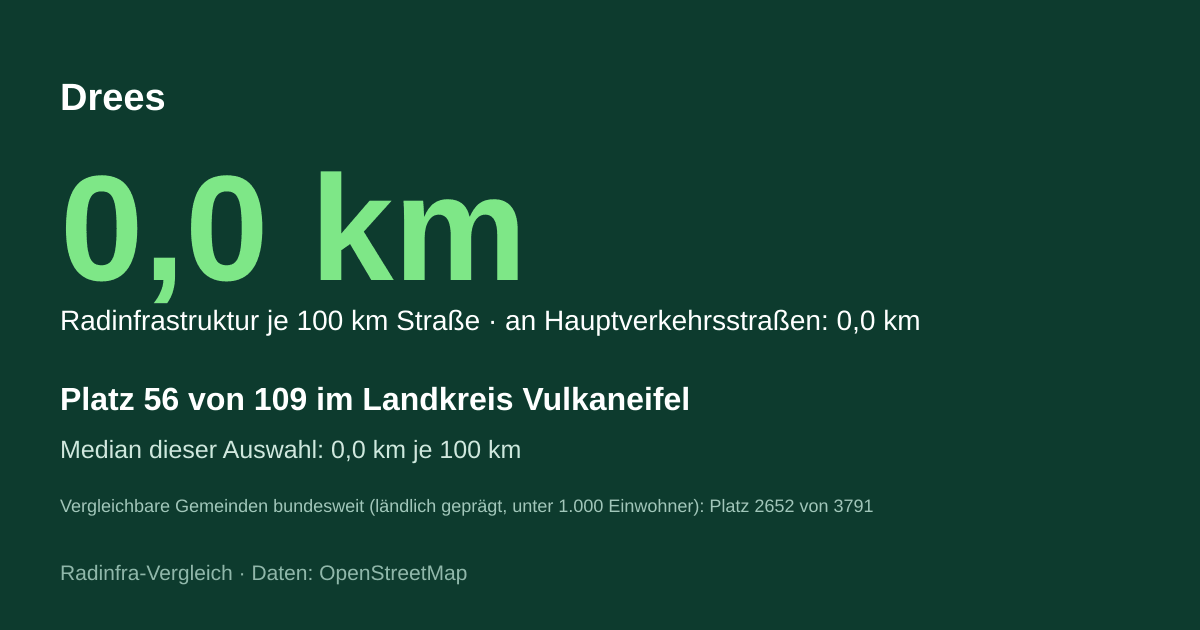 Drees
0,0 km
Radinfrastruktur je 100 km Straße · an Hauptverkehrsstraßen: 0,0 km
Platz 56 von 109 im Landkreis Vulkaneifel
Median dieser Auswahl: 0,0 km je 100 km
Vergleichbare Gemeinden bundesweit (ländlich geprägt, unter 1.000 Einwohner): Platz 2652 von 3791
Radinfra-Vergleich · Daten: OpenStreetMap